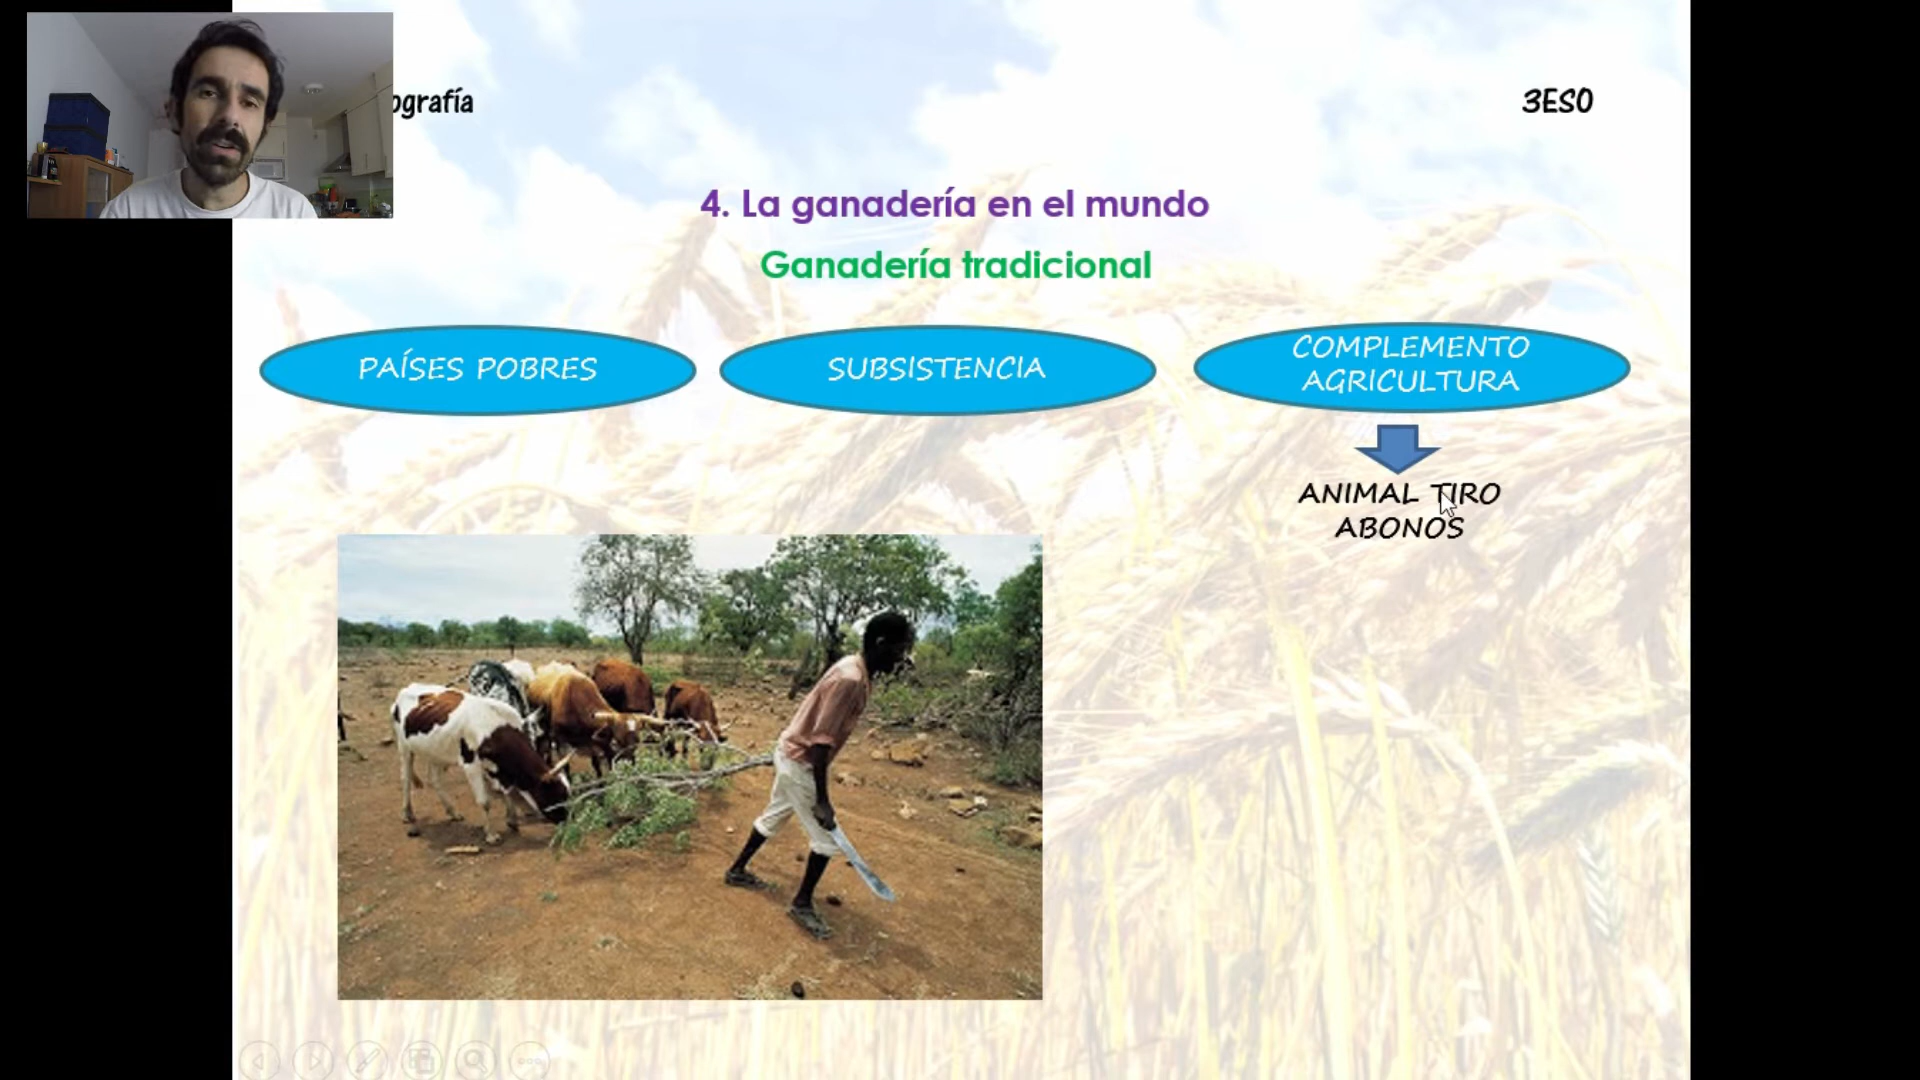 ografía
3ESO
4. La ganadería en el mundo
Ganadería tradicional
PAÍSES POBRES
SUBSISTENCIA
COMPLEMENTO
AGRICULTURA
ANIMAL TIRO
ABONOS